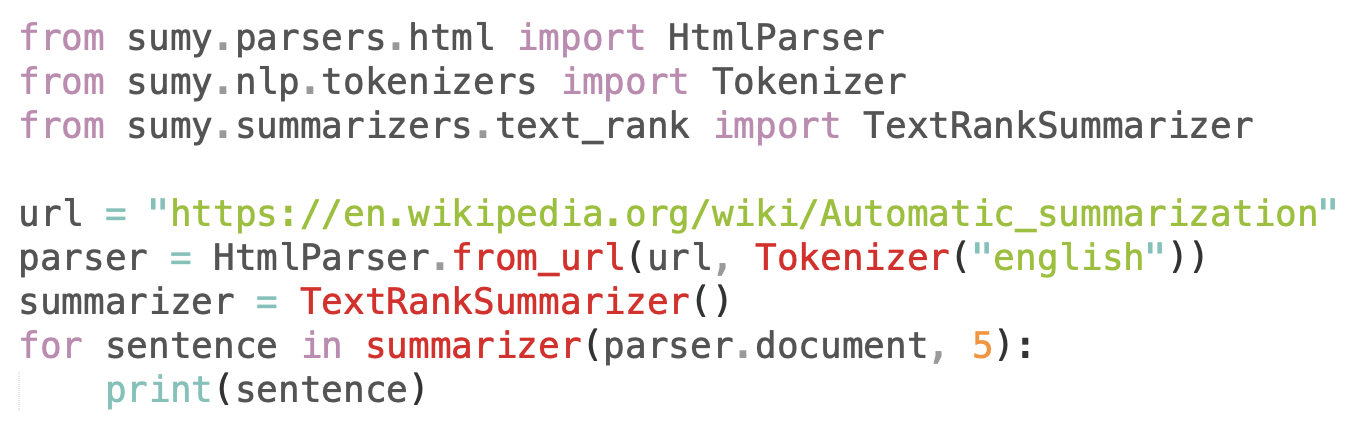 from sumy.parsers.html import HtmlParser
from sumy.nlp.tokenizers import Tokenizer
from sumy.summarizers.text_rank import TextRankSummarizer

url = "https://en.wikipedia.org/wiki/Automatic_summarization"
parser = HtmlParser.from_url(url, Tokenizer("english"))
summarizer = TextRankSummarizer()
for sentence in summarizer(parser.document, 5):
    print(sentence)